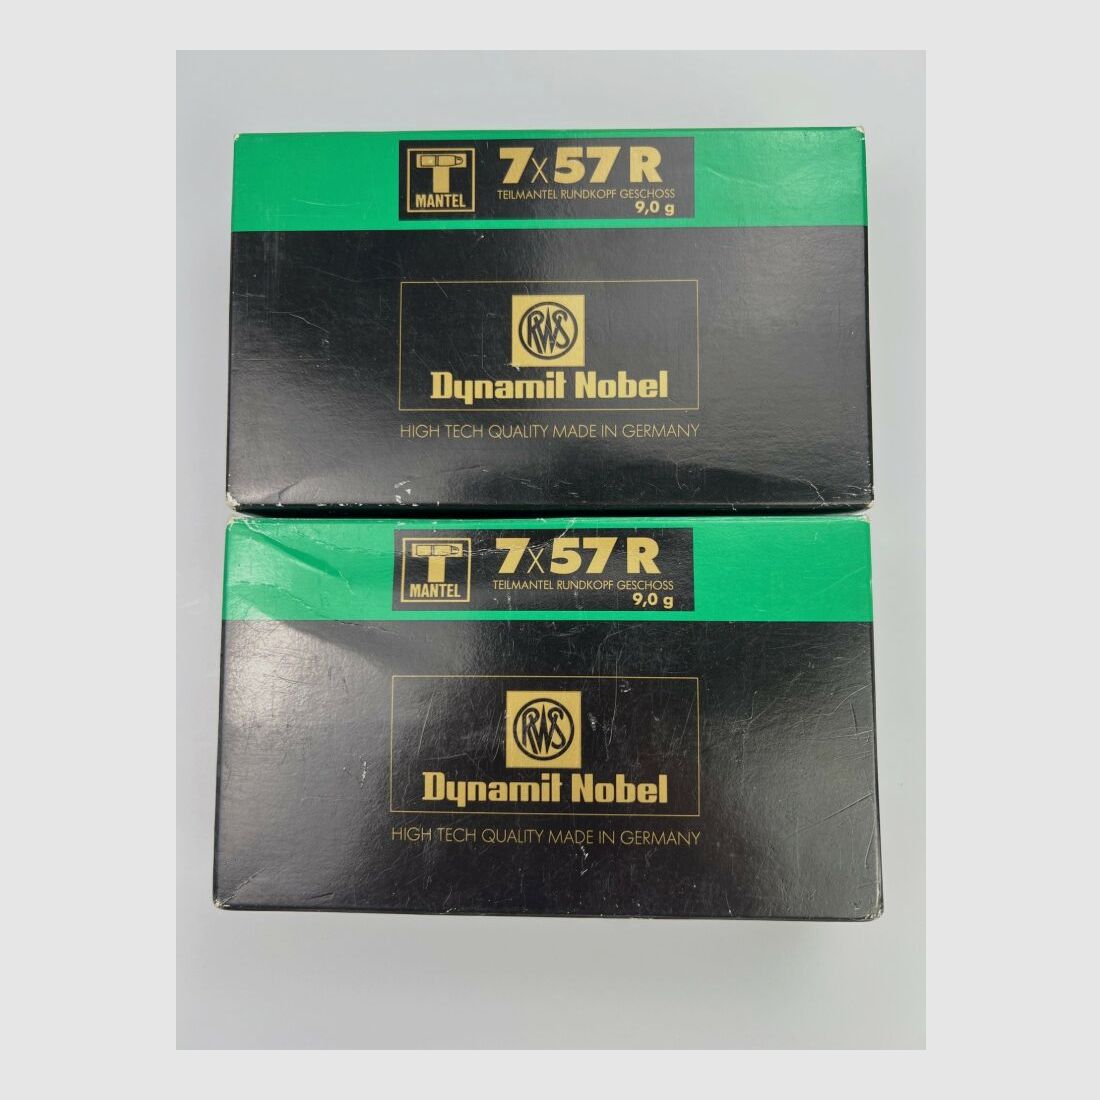 T
MANTEL
7x57R
TEILMANTEL RUNDKOPF GESCHOSS
9,0 g
RWS
Dynamit Nobel
HIGH TECH QUALITY MADE IN GERMANY
T
MANTEL
7x57R
TEILMANTEL RUNDKOPF GESCHOSS
9,0 g
RWS
Dynamit Nobel
HIGH TECH QUALITY MADE IN GERMANY